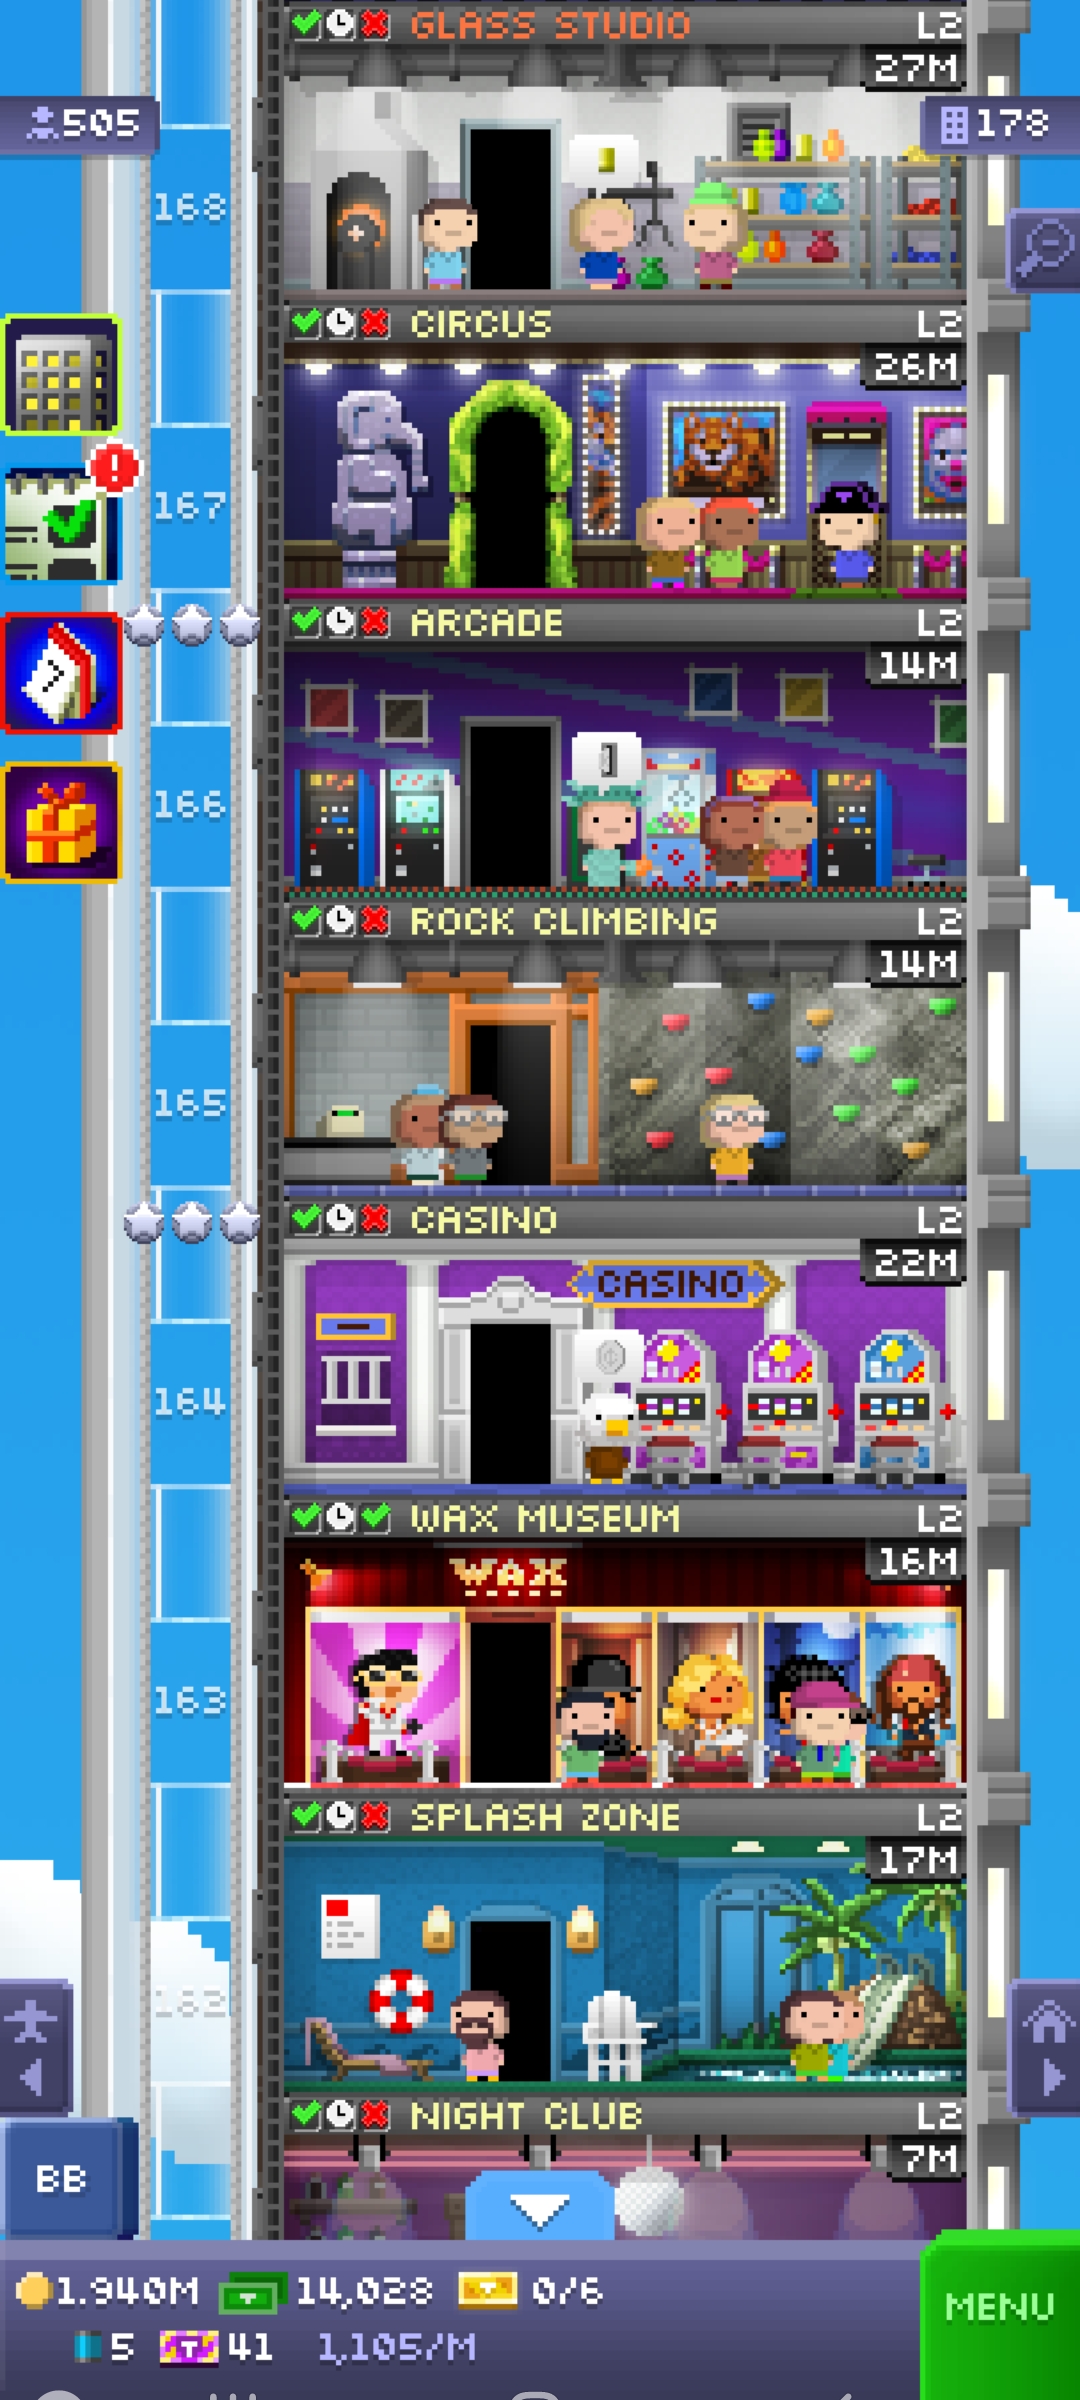 GLASS STUDIO L2
27M
505
178
168
CIRCUS L2
26M
167
ARCADE L2
14M
166
ROCK CLIMBING L2
14M
165
CASINO L2
22M
CASINO
164
WAX MUSEUM L2
16M
WAX
163
SPLASH ZONE L2
17M
162
NIGHT CLUB L2
7M
BB
1.940M 14,028 0/6
MENU
5 41 1,105/M